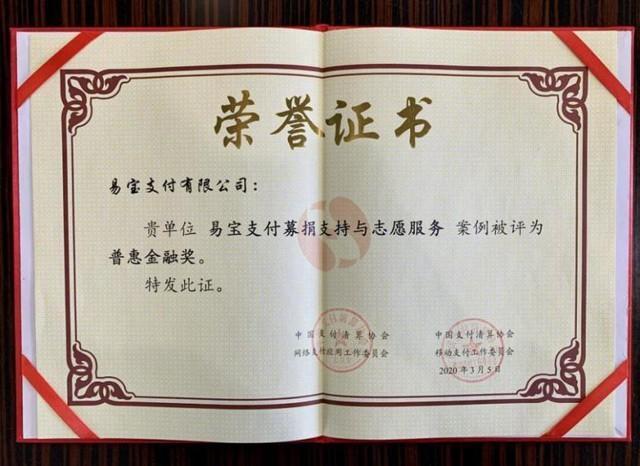 荣誉证书
易宝支付有限公司：
贵单位 易宝支付募捐支持与志愿服务 案例被评为
普惠金融奖。
特发此证。
中国支付清算协会 中国支付清算协会
网络支付应用工作委员会 移动支付工作委员会
2020年3月5日